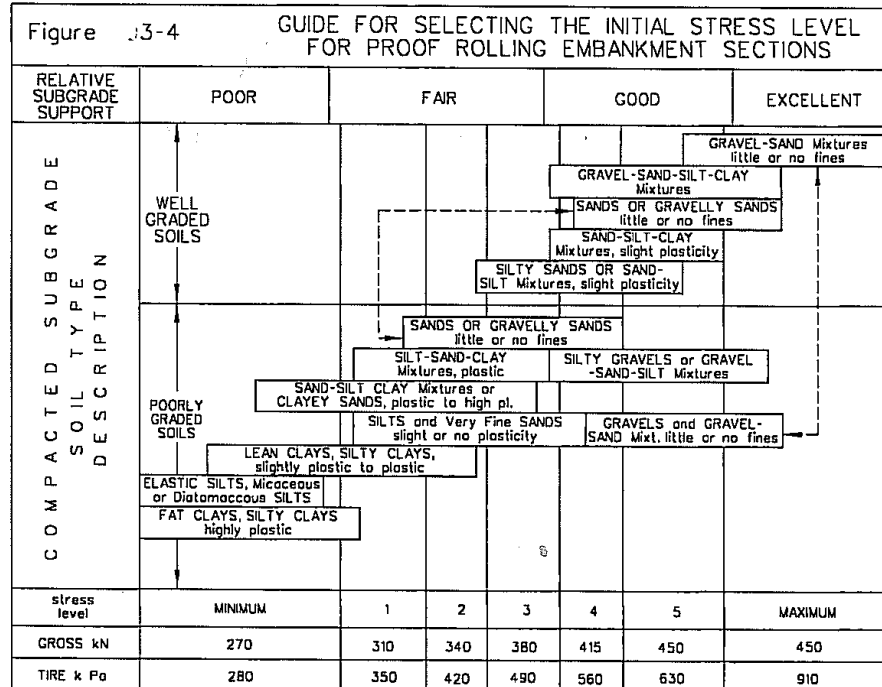 Figure J3-4
GUIDE FOR SELECTING THE INITIAL STRESS LEVEL
FOR PROOF ROLLING EMBANKMENT SECTIONS
RELATIVE
SUBGRADE
SUPPORT
POOR
FAIR
GOOD
EXCELLENT
COMPACTED SUBGRADE
SOIL TYPE
DESCRIPTION
WELL
GRADED
SOILS
GRAVEL-SAND Mixtures
little or no fines
GRAVEL-SAND-SILT-CLAY
Mixtures
SANDS OR GRAVELLY SANDS
little or no fines
SAND-SILT-CLAY
Mixtures, slight plasticity
SILTY SANDS OR SAND-
SILT Mixtures, slight plasticity
POORLY
GRADED
SOILS
SANDS OR GRAVELLY SANDS
little or no fines
SILT-SAND-CLAY
Mixtures, plastic
SILTY GRAVELS or GRAVEL
-SAND-SILT Mixtures
SAND-SILT CLAY Mixtures or
CLAYEY SANDS, plastic to high pl.
SILTS and Very Fine SANDS
slight or no plasticity
GRAVELS and GRAVEL-
SAND Mixt. little or no fines
LEAN CLAYS, SILTY CLAYS,
slightly plastic to plastic
ELASTIC SILTS, Micaceous
or Diatomaccous SILTS
FAT CLAYS, SILTY CLAYS
highly plastic
stress
level
MINIMUM 1 2 3 4 5 MAXIMUM
GROSS kN 270 310 340 380 415 450 450
TIRE k Pa 280 350 420 490 560 630 910